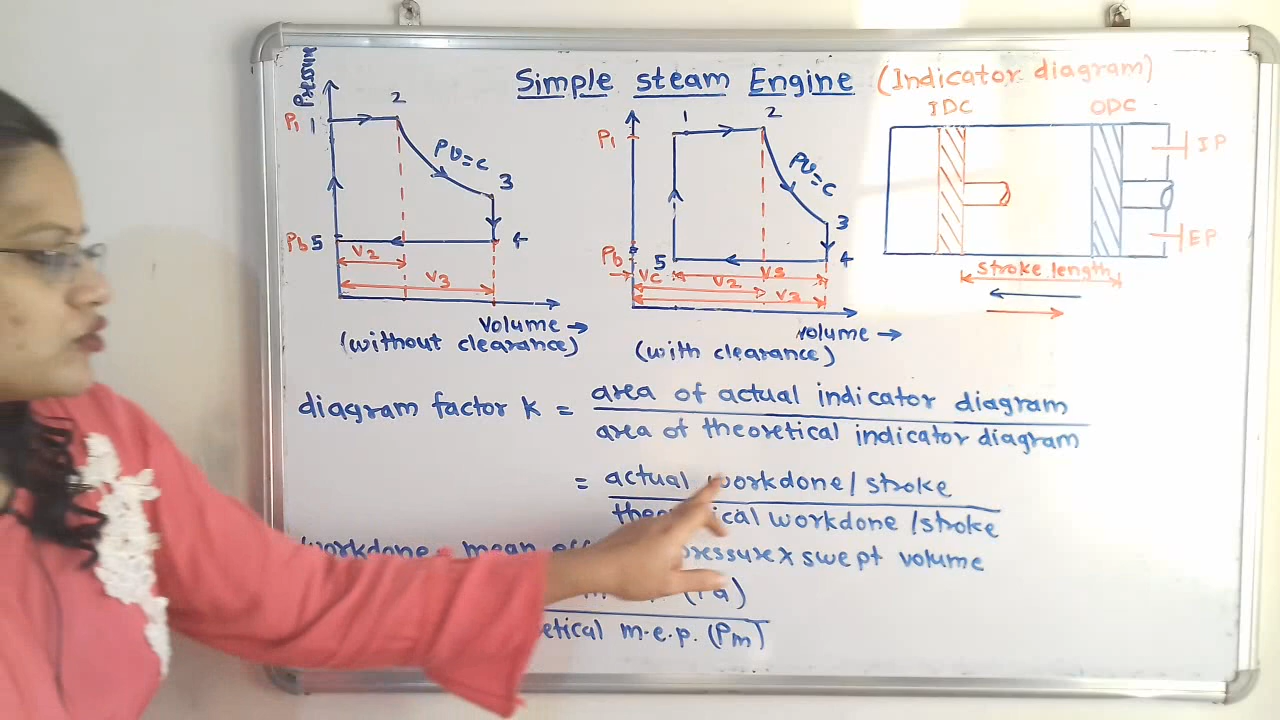 Simple steam Engine (Indicator diagram)
Pressure
P1 1
2
PV=C
3
Pb 5
4
V2
V3
Volume →
(without clearance)
P1
1
2
PV=C
3
Pb
5
4
Vc
Vs
V2
V3
Volume →
(with clearance)
IDC
ODC
IP
EP
stroke length
diagram factor K = area of actual indicator diagram
area of theoretical indicator diagram
= actual workdone / stroke
workdone / stroke
workdone mean pressure x swept volume
m.e.p. (Pm)